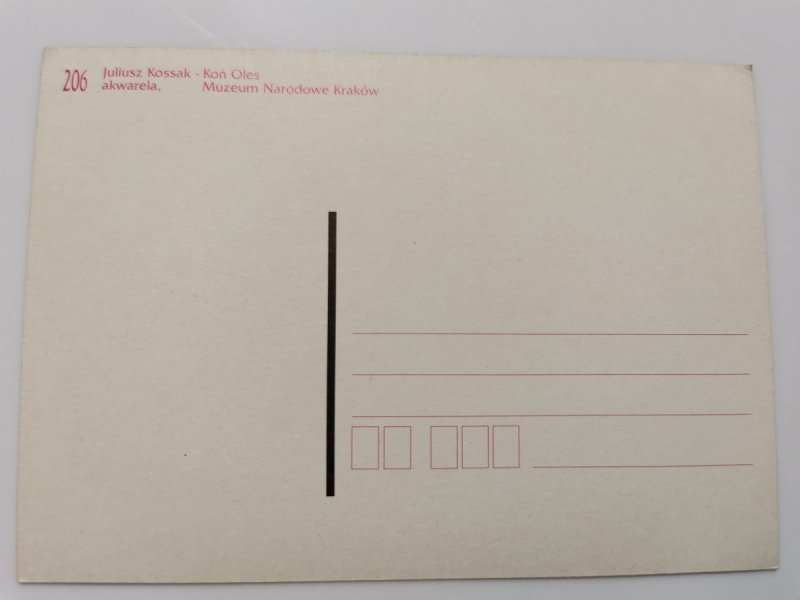 206 Juliusz Kossak - Koń Oles
akwarela, Muzeum Narodowe Kraków